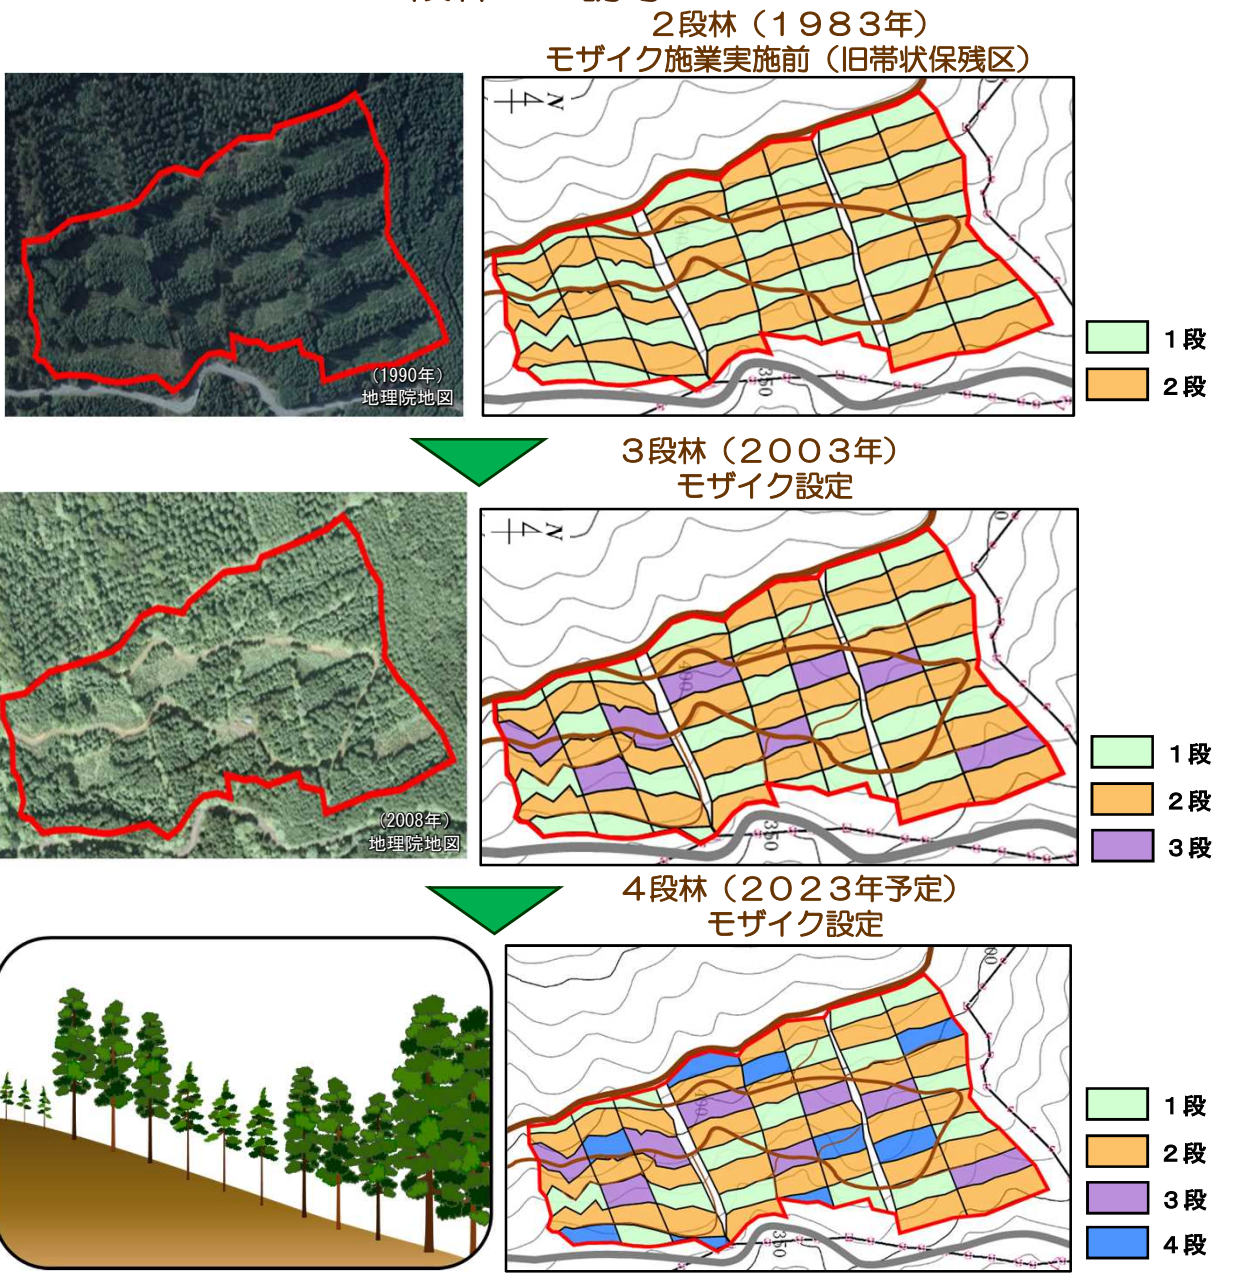 ２段林（１９８３年）
モザイク施業実施前（旧帯状保残区）
N
(1990年)
地理院地図
350
1段
2段
３段林（２００３年）
モザイク設定
N
400
(2008年)
地理院地図
350
1段
2段
3段
４段林（２０２３年予定）
モザイク設定
350
1段
2段
3段
4段